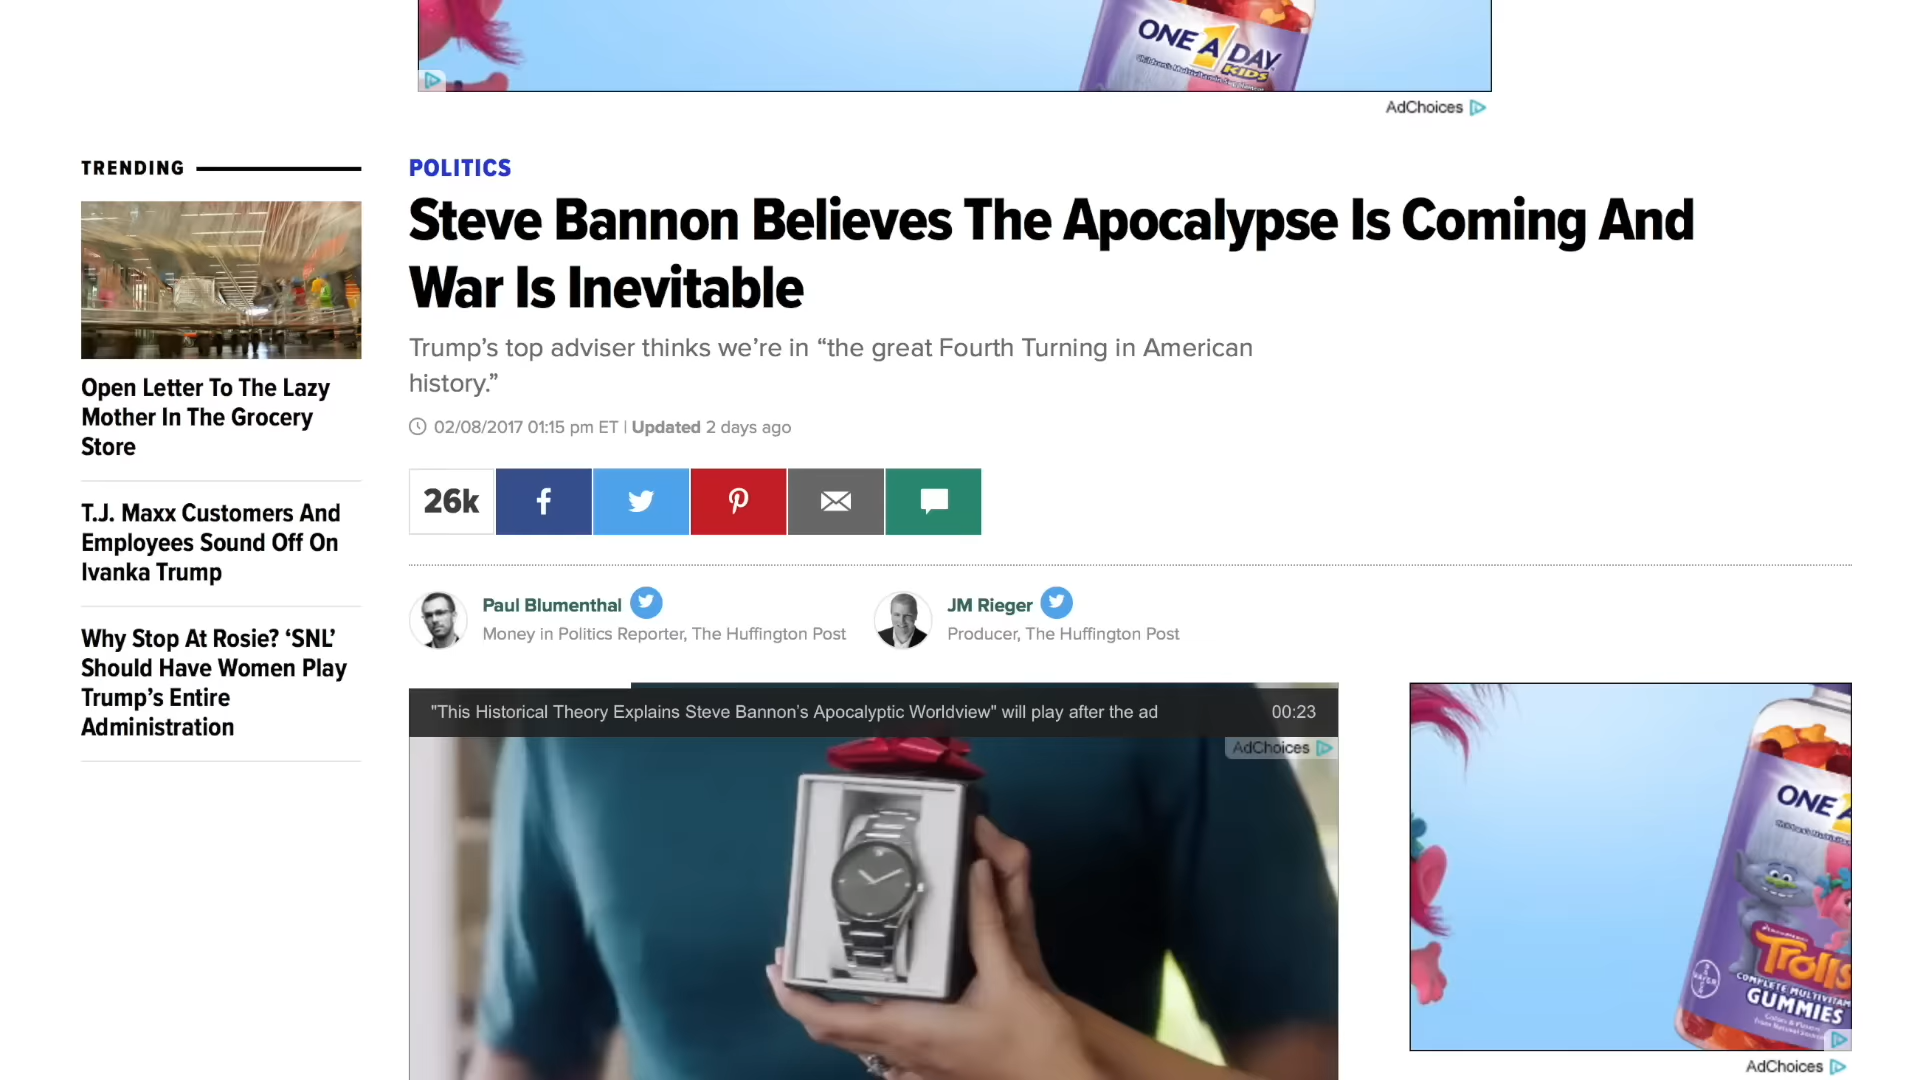 ONE A DAY
KIDS
AdChoices
TRENDING
Open Letter To The Lazy
Mother In The Grocery
Store
T.J. Maxx Customers And
Employees Sound Off On
Ivanka Trump
Why Stop At Rosie? ‘SNL’
Should Have Women Play
Trump’s Entire
Administration
POLITICS
Steve Bannon Believes The Apocalypse Is Coming And
War Is Inevitable
Trump’s top adviser thinks we’re in “the great Fourth Turning in American
history.”
02/08/2017 01:15 pm ET | Updated 2 days ago
26k
Paul Blumenthal
Money in Politics Reporter, The Huffington Post
JM Rieger
Producer, The Huffington Post
"This Historical Theory Explains Steve Bannon's Apocalyptic Worldview" will play after the ad 00:23
AdChoices
ONE
Trolls
COMPLETE MULTIVITAM
GUMMIES
AdChoices